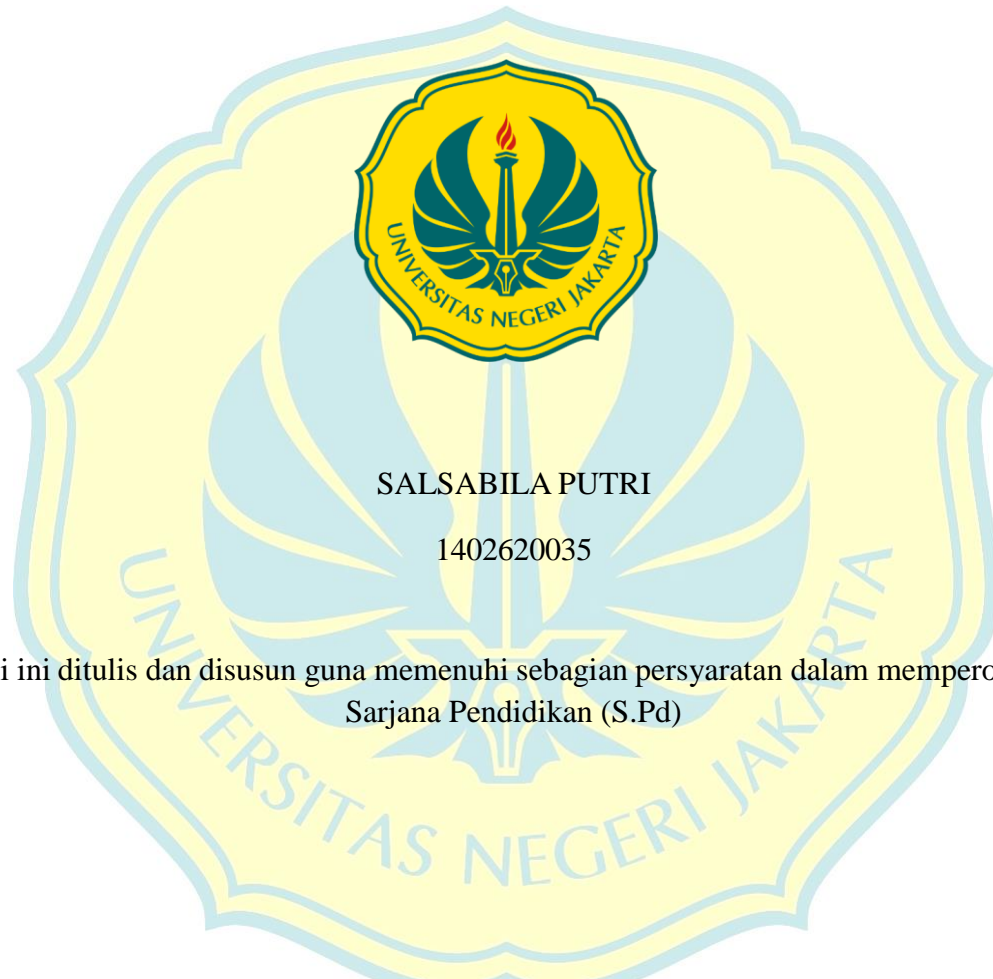 UNIVERSITAS NEGERI JAKARTA
SALSABILA PUTRI
1402620035
i ini ditulis dan disusun guna memenuhi sebagian persyaratan dalam mempero
Sarjana Pendidikan (S.Pd)
UNIVERSITAS NEGERI JAKARTA